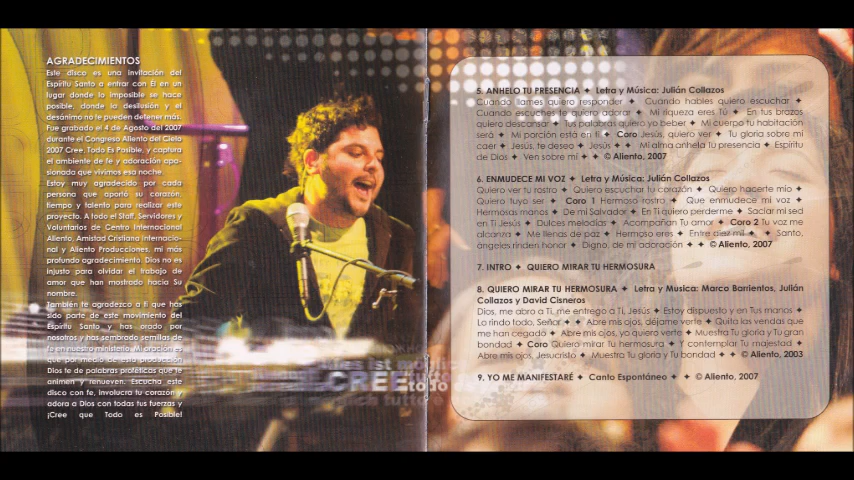 AGRADECIMIENTOS
Este disco es una invitación del
Espíritu Santo a entrar con Él en un
lugar donde lo imposible se hace
posible, donde la desilusión y el
desánimo no te pueden detener más.
Fue grabado el 4 de Agosto del 2007
durante el Congreso Aliento del Cielo
2007 Cree, Todo Es Posible, y captura
el ambiente de fe y adoración apa-
sionada que vivimos esa noche.
Estoy muy agradecido por cada
persona que aportó su corazón,
tiempo y talento para realizar este
proyecto. A todo el Staff, Servidores y
Voluntarios de Centro Internacional
Aliento, Amistad Cristiana Internacio-
nal y Aliento Producciones, mi más
profundo agradecimiento. Dios no es
injusto para olvidar el trabajo de
amor que han mostrado hacia Su
nombre.
También te agradezco a ti que has
sido parte de este movimiento del
Espíritu Santo y has orado por
nosotros y has sembrado semillas de
fe en nuestro ministerio. Mi oración es
que por medio de esta producción
Dios te de palabras proféticas que te
animen y renueven. Escucha este
disco con fe, involucra tu corazón y
adora a Dios con todas tus fuerzas y
¡Cree que Todo es Posible!
CREE
5. ANHELO TU PRESENCIA ✦ Letra y Música: Julián Collazos
Cuando llames quiero responder ✦ Cuando hables quiero escuchar ✦
Cuando escuches te quiero adorar ✦ Mi riqueza eres Tú ✦ En tus brazos
quiero descansar ✦ Tus palabras quiero yo beber ✦ Mi cuerpo tu habitación
será ✦ Mi porción está en ti ✦ Coro Jesús, quiero ver ✦ Tu gloria sobre mi
caer ✦ Jesús, te deseo ✦ Jesús ✦ ✦ Mi alma anhela Tu presencia ✦ Espíritu
de Dios ✦ Ven sobre mi ✦ ✦ © Aliento, 2007
6. ENMUDECE MI VOZ ✦ Letra y Música: Julián Collazos
Quiero ver tu rostro ✦ Quiero escuchar tu corazón ✦ Quiero hacerte mío ✦
Quiero tuyo ser ✦ Coro 1 Hermoso rostro ✦ Que enmudece mi voz ✦
Hermosas manos ✦ De mi Salvador ✦ En Ti quiero perderme ✦ Saciar mi sed
en Ti Jesús ✦ Dulces melodías ✦ Acompañan Tu amor ✦ Coro 2 Tu voz me
alcanza ✦ Me llenas de paz ✦ Hermoso eres ✦ Entre diez mil ✦ ✦ Santo,
ángeles rinden honor ✦ Digno, de mi adoración ✦ ✦ © Aliento, 2007
7. INTRO ✦ QUIERO MIRAR TU HERMOSURA
8. QUIERO MIRAR TU HERMOSURA ✦ Letra y Musica: Marco Barrientos, Julián
Collazos y David Cisneros
Dios, me abro a Ti, me entrego a Ti, Jesús ✦ Estoy dispuesto y en Tus manos ✦
Lo rindo todo, Señor ✦ ✦ Abre mis ojos, déjame verte ✦ Quita las vendas que
me han cegado ✦ Abre mis ojos, yo quiero verte ✦ Muestra Tu gloria y Tu gran
bondad ✦ Coro Quiero mirar Tu hermosura ✦ Y contemplar Tu majestad ✦
Abre mis ojos, Jesucristo ✦ Muestra Tu gloria y Tu bondad ✦ ✦ © Aliento, 2003
9. YO ME MANIFESTARÉ ✦ Canto Espontáneo ✦ ✦ © Aliento, 2007